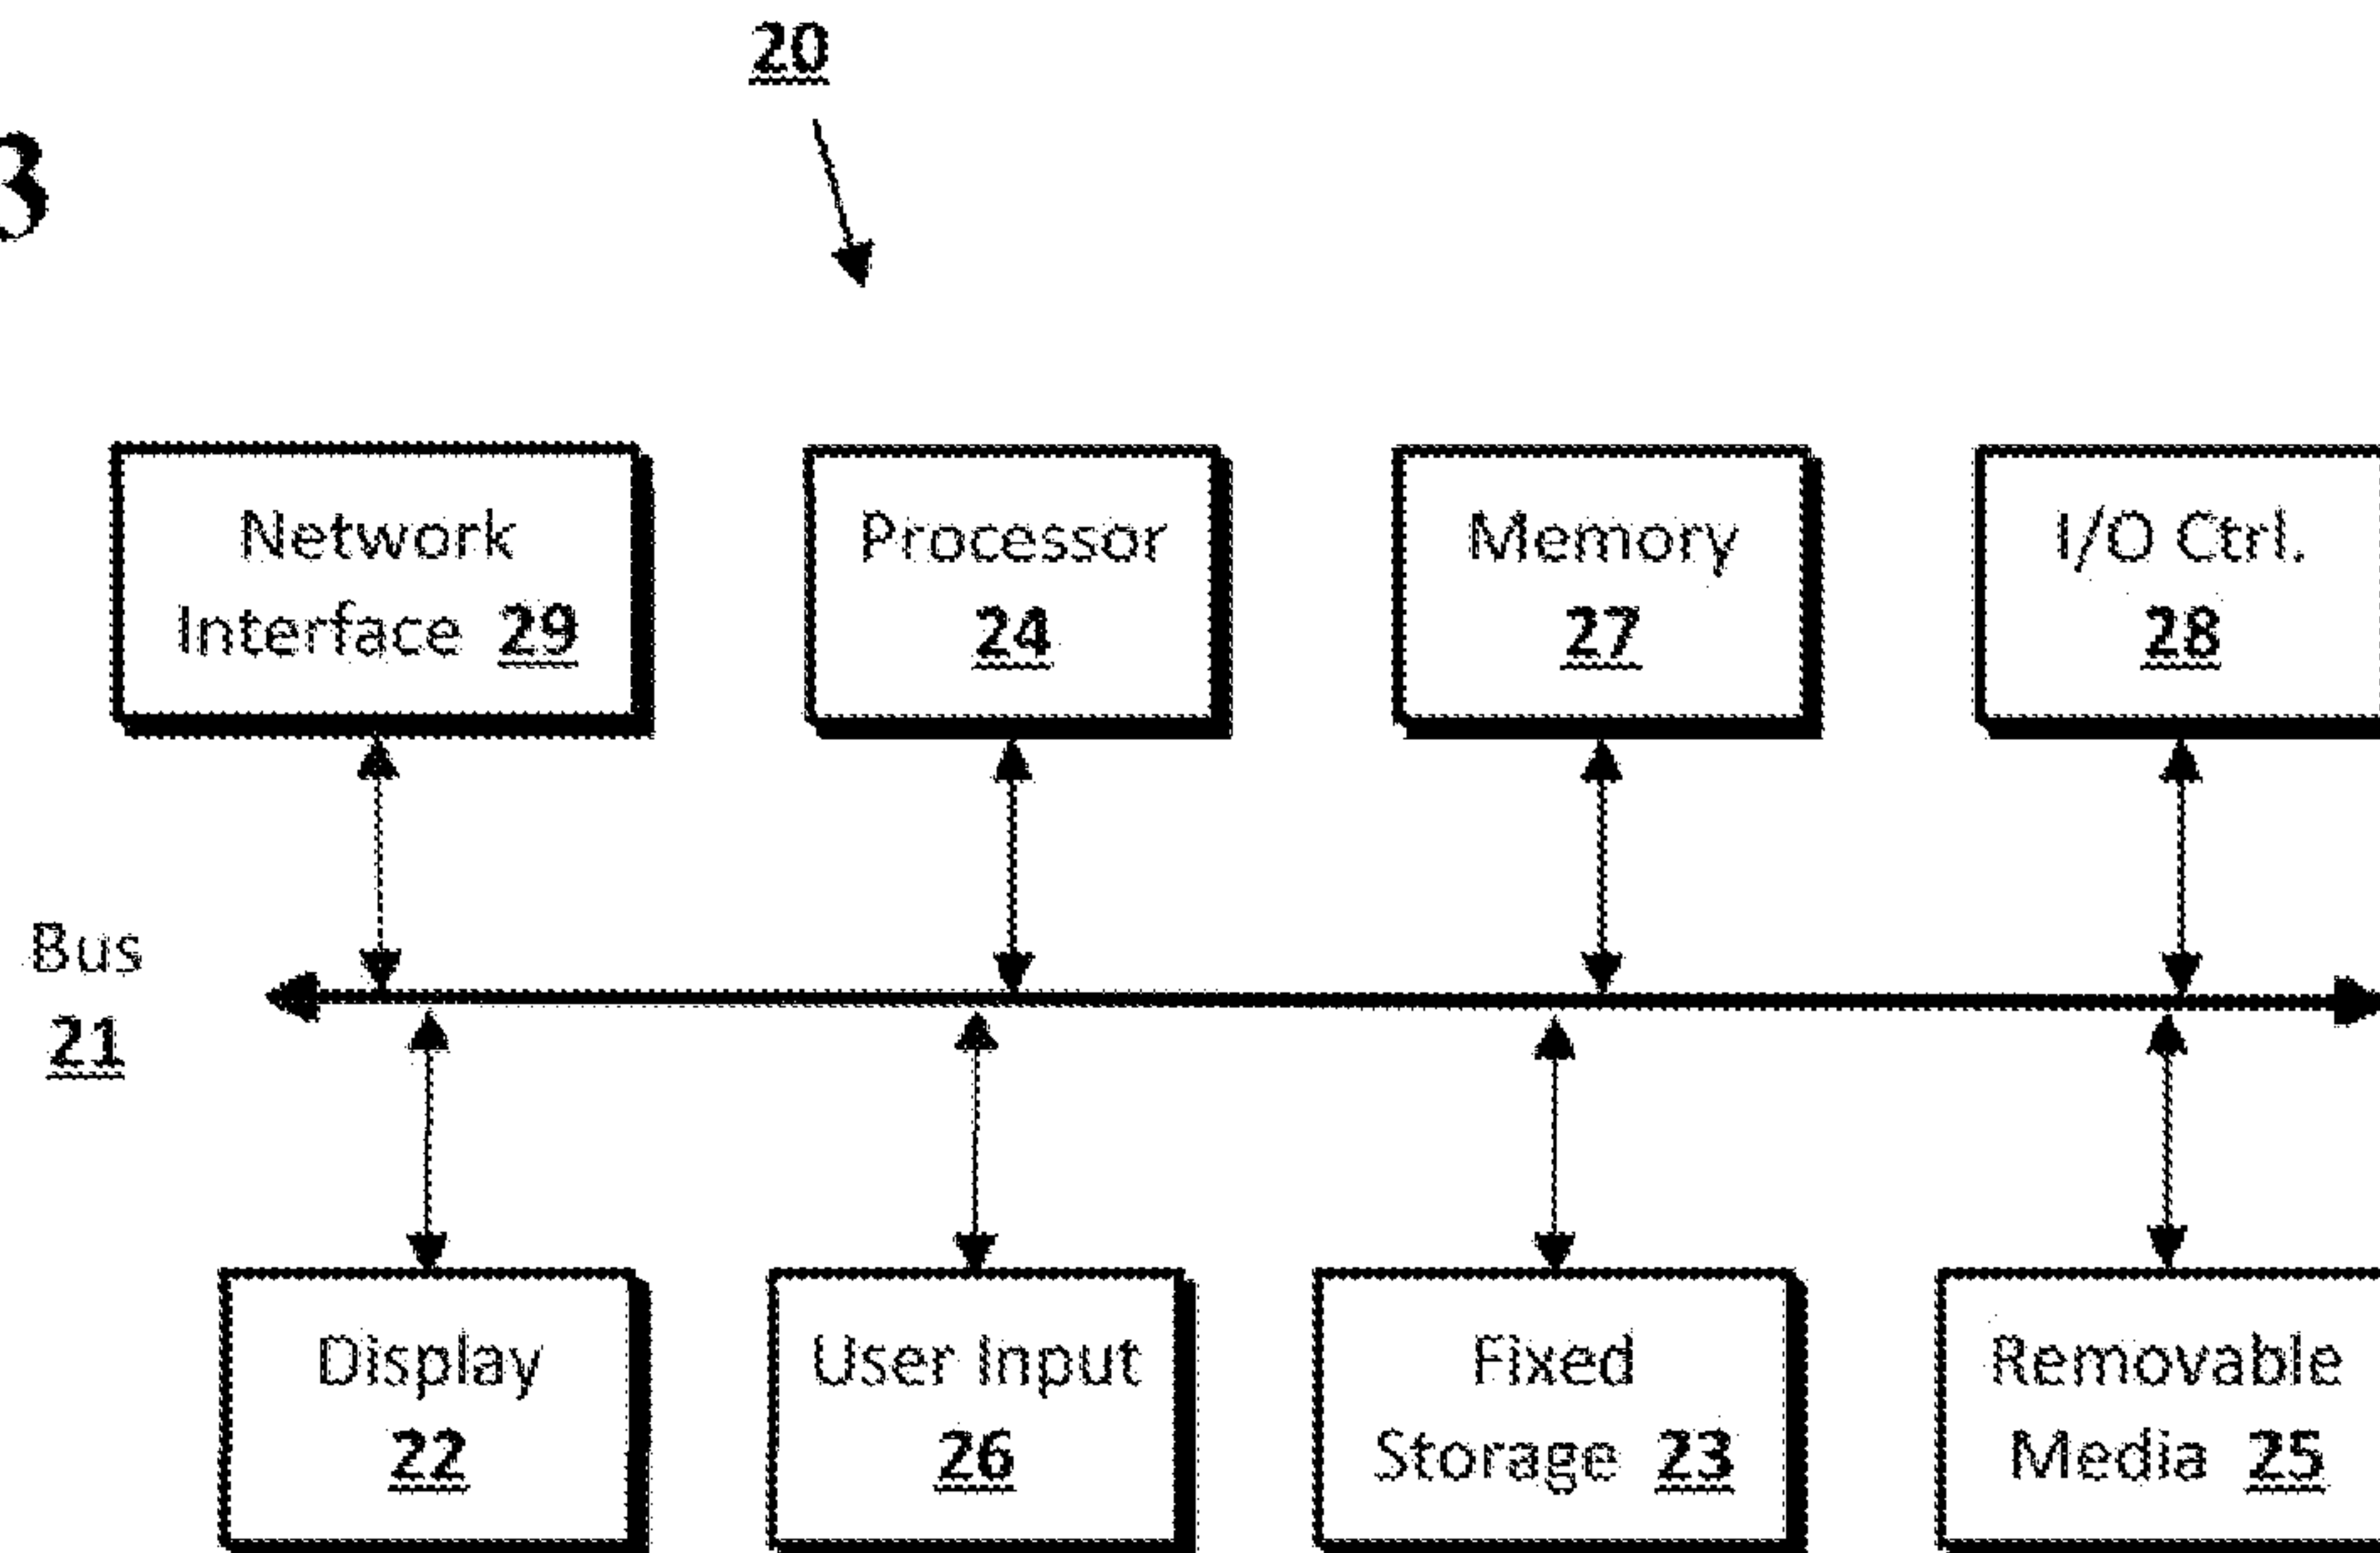 20
3
Network
Interface 29
Processor
24
Memory
27
I/O Ctrl.
28
Bus
21
Display
22
User Input
26
Fixed
Storage 23
Removable
Media 25